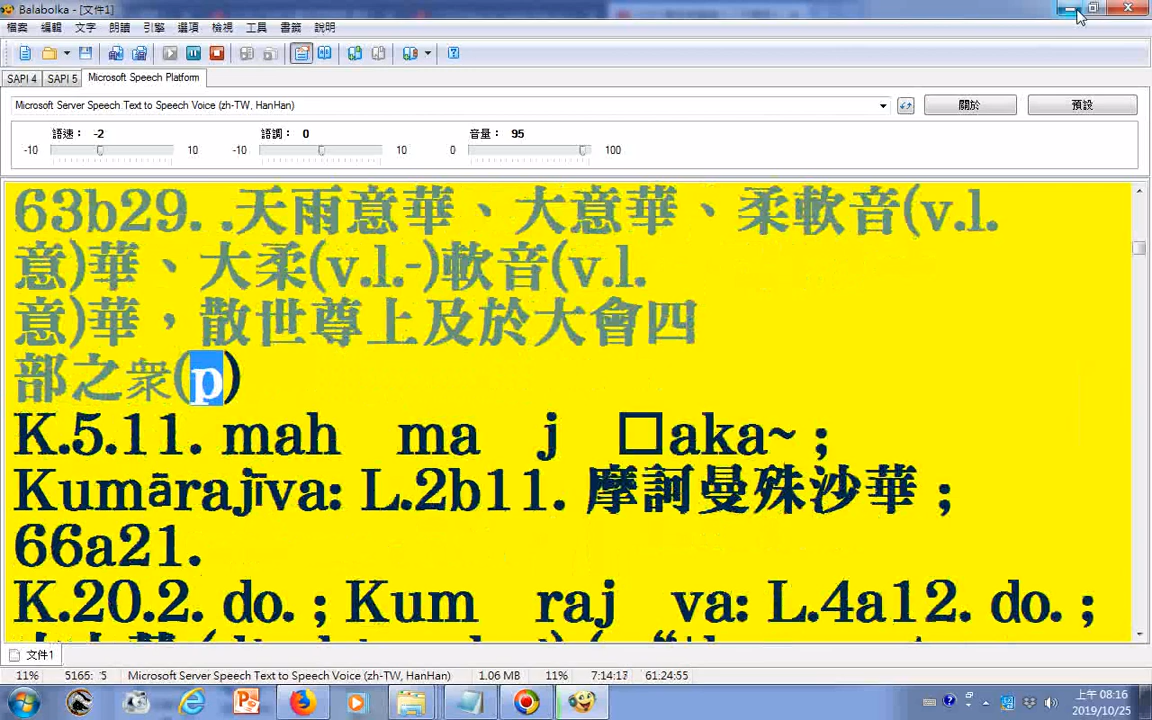 Balabolka - [文件1]
檔案 編輯 文字 朗讀 引擎 選項 檢視 工具 書籤 說明
SAPI 4 SAPI 5 Microsoft Speech Platform
Microsoft Server Speech Text to Speech Voice (zh-TW, HanHan) 關於 預設
語速： -2 語調： 0 音量： 95
-10 10 -10 10 0 100
63b29. .天雨意華、大意華、柔軟音(v.l.
意)華、大柔(v.l.-)軟音(v.l.
意)華，散世尊上及於大會四
部之衆(p)
K.5.11. mah ma j □aka~ ;
Kumārajīva: L.2b11. 摩訶曼殊沙華 ;
66a21.
K.20.2. do. ; Kum raj va: L.4a12. do. ;
文件1
11% 5165: 5 Microsoft Server Speech Text to Speech Voice (zh-TW, HanHan) 1.06 MB 11% 7:14:17 61:24:55
上午 08:16
2019/10/25